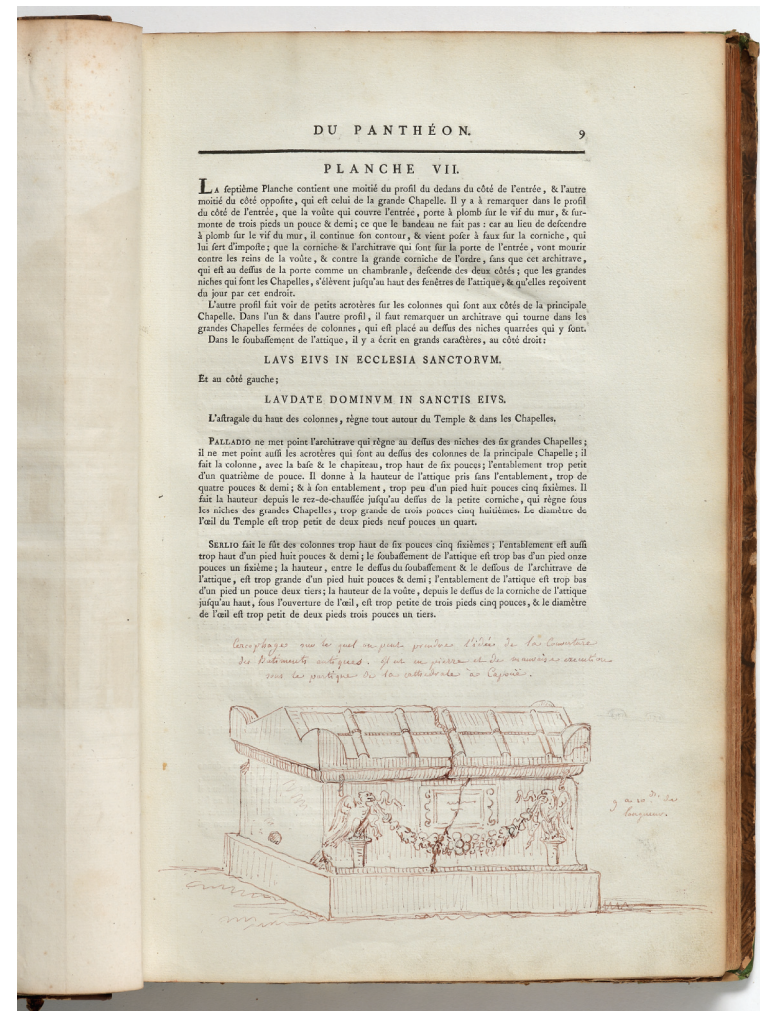 DU PANTHÉON. 9
PLANCHE VII.
La ſeptième Planche contient une moitié du profil du dedans du côté de l'entrée, & l'autre
moitié du côté oppoſite, qui eſt celui de la grande Chapelle. Il y a à remarquer dans le profil
du côté de l'entrée, que la voûte qui couvre l'entrée, porte à plomb ſur le vif du mur, & ſur-
monte de trois pieds un pouce & demi; ce que le bandeau ne fait pas : car au lieu de deſcendre
à plomb ſur le vif du mur, il continue ſon contour, & vient poſer à faux ſur la corniche, qui
lui ſert d'impoſte; que la corniche & l'architrave qui ſont ſur la porte de l'entrée, vont mourir
contre les reins de la voûte, & contre la grande corniche de l'ordre, ſans que cet architrave,
qui eſt au deſſus de la porte comme un chambranle, deſcende des deux côtés; que les grandes
niches qui ſont les Chapelles, s'élèvent juſqu'au haut des fenêtres de l'attique, & qu'elles reçoivent
du jour par cet endroit.
L'autre profil fait voir de petits acrotères ſur les colonnes qui ſont aux côtés de la principale
Chapelle. Dans l'un & dans l'autre profil, il faut remarquer un architrave qui tourne dans les
grandes Chapelles fermées de colonnes, qui eſt placé au deſſus des niches quarrées qui y ſont.
Dans le ſoubaſſement de l'attique, il y a écrit en grands caractères, au côté droit:
LAVS EIVS IN ECCLESIA SANCTORVM.
Et au côté gauche;
LAVDATE DOMINVM IN SANCTIS EIVS.
L'aſtragale du haut des colonnes, règne tout autour du Temple & dans les Chapelles.
PALLADIO ne met point l'architrave qui règne au deſſus des niches des ſix grandes Chapelles;
il ne met point auſſi les acrotères qui ſont au deſſus des colonnes de la principale Chapelle; il
fait la colonne, avec la baſe & le chapiteau, trop haut de ſix pouces; l'entablement trop petit
d'un quatrième de pouce. Il donne à la hauteur de l'attique pris ſans l'entablement, trop de
quatre pouces & demi; & à ſon entablement, trop peu d'un pied huit pouces cinq ſixièmes. Il
fait la hauteur depuis le rez-de-chauſſée juſqu'au deſſus de la petite corniche, qui règne ſous
les niches des grandes Chapelles, trop grande de trois pouces cinq huitièmes. Le diamètre de
l'œil du Temple eſt trop petit de deux pieds neuf pouces un quart.
SERLIO fait le fût des colonnes trop haut de ſix pouces cinq ſixièmes; l'entablement eſt auſſi
trop haut d'un pied huit pouces & demi; le ſoubaſſement de l'attique eſt trop bas d'un pied onze
pouces un ſixième; la hauteur, entre le deſſus du ſoubaſſement & le deſſous de l'architrave de
l'attique, eſt trop grande d'un pied huit pouces & demi; l'entablement de l'attique eſt trop bas
d'un pied un pouce deux tiers; la hauteur de la voûte, depuis le deſſus de la corniche de l'attique
juſqu'au haut, ſous l'ouverture de l'œil, eſt trop petite de trois pieds cinq pouces, & le diamètre
de l'œil eſt trop petit de deux pieds trois pouces un tiers.
Cercophage sur le quel on peut prendre l'idée de la Couverture
des Bâtiments antiques. il est en pierre et de mauvaise execution
sous le portique de la cathedrale à
de
longueur.